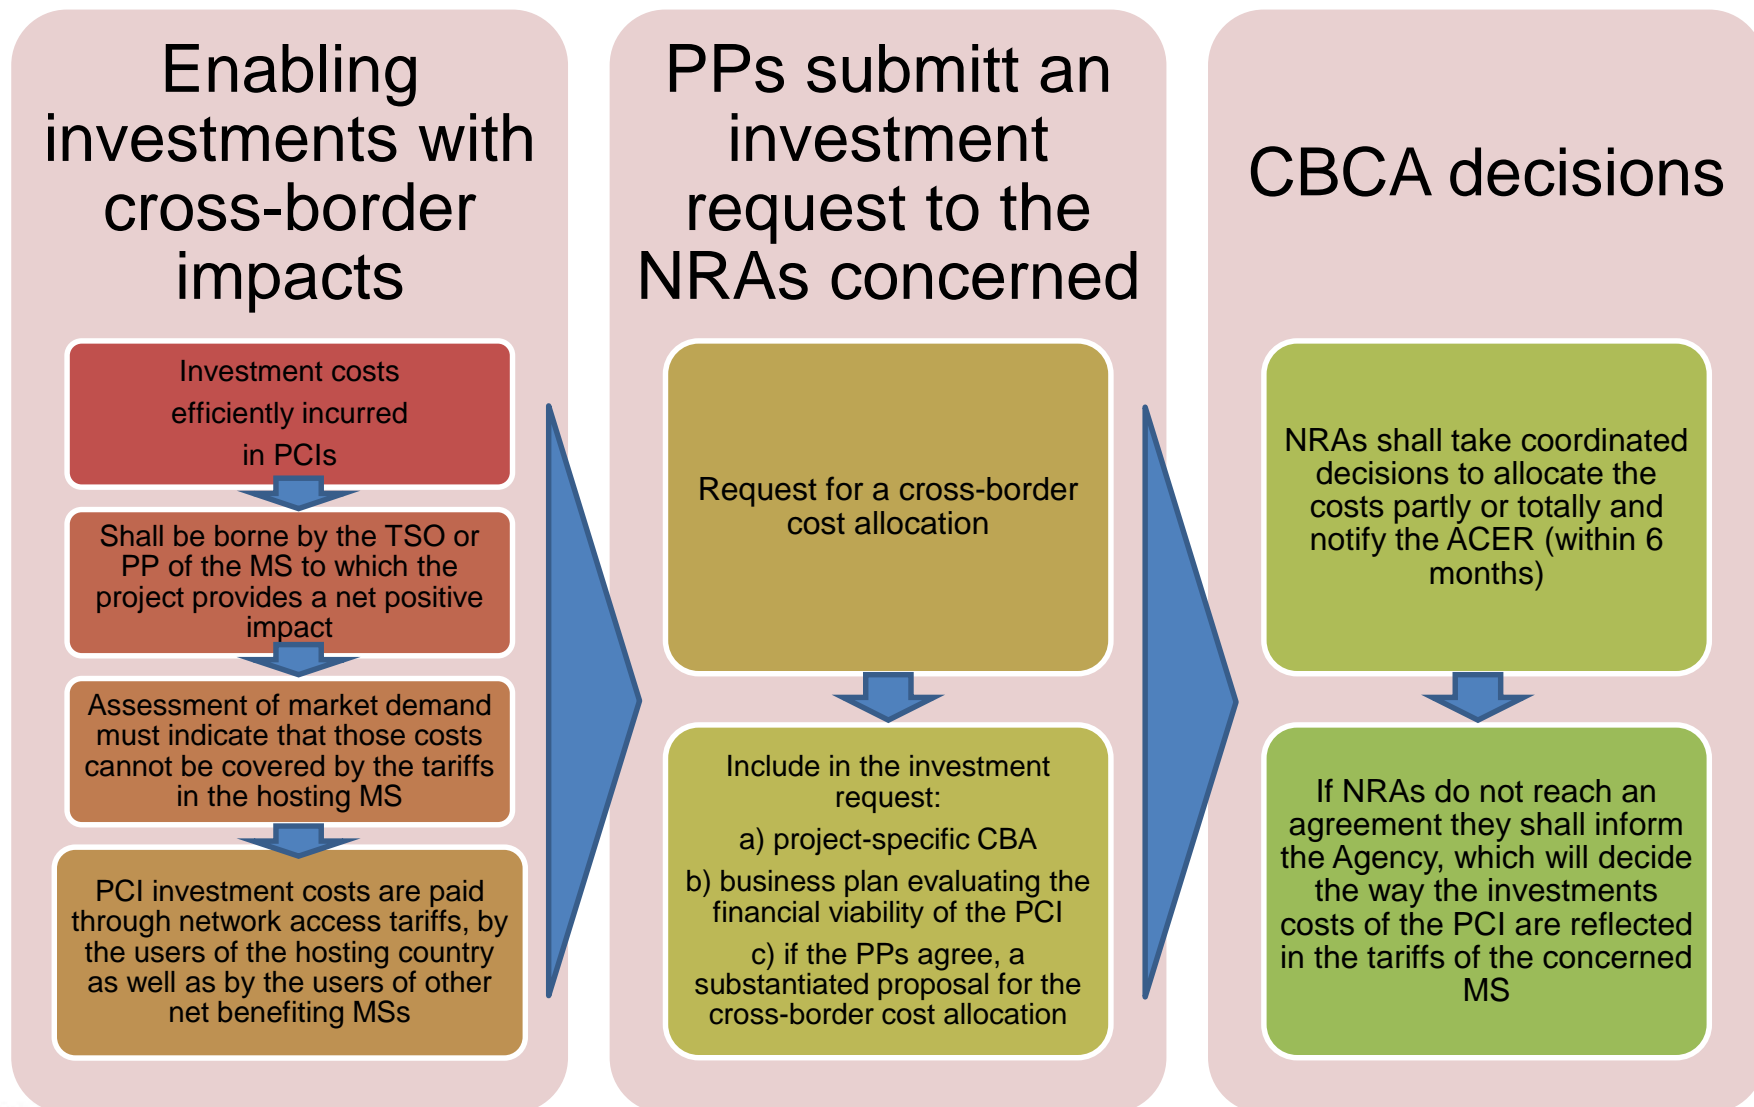 Enabling
investments with
cross-border
impacts
Investment costs
efficiently incurred
in PCIs
Shall be borne by the TSO or
PP of the MS to which the
project provides a net positive
impact
Assessment of market demand
must indicate that those costs
cannot be covered by the tariffs
in the hosting MS
PCI investment costs are paid
through network access tariffs, by
the users of the hosting country
as well as by the users of other
net benefiting MSs
PPs submitt an
investment
request to the
NRAs concerned
Request for a cross-border
cost allocation
Include in the investment
request:
a) project-specific CBA
b) business plan evaluating the
financial viability of the PCI
c) if the PPs agree, a
substantiated proposal for the
cross-border cost allocation
CBCA decisions
NRAs shall take coordinated
decisions to allocate the
costs partly or totally and
notify the ACER (within 6
months)
If NRAs do not reach an
agreement they shall inform
the Agency, which will decide
the way the investments
costs of the PCI are reflected
in the tariffs of the concerned
MS